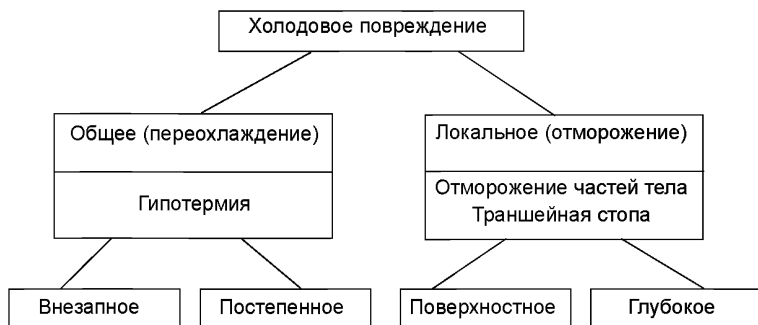 Холодовое повреждение
Общее (переохлаждение)
Гипотермия
Локальное (отморожение)
Отморожение частей тела
Траншейная стопа
Внезапное
Постепенное
Поверхностное
Глубокое